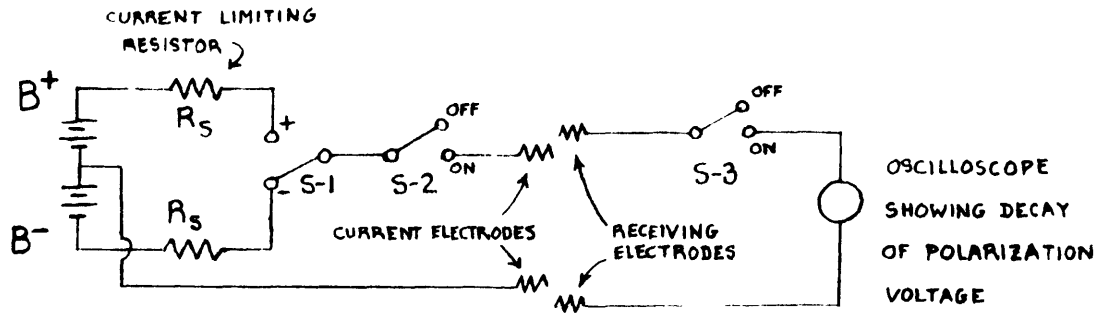 CURRENT LIMITING
RESISTOR
B+
Rs
+
OFF
ON
S-1
S-2
-
Rs
B-
CURRENT ELECTRODES
RECEIVING
ELECTRODES
OFF
ON
S-3
OSCILLOSCOPE
SHOWING DECAY
OF POLARIZATION
VOLTAGE